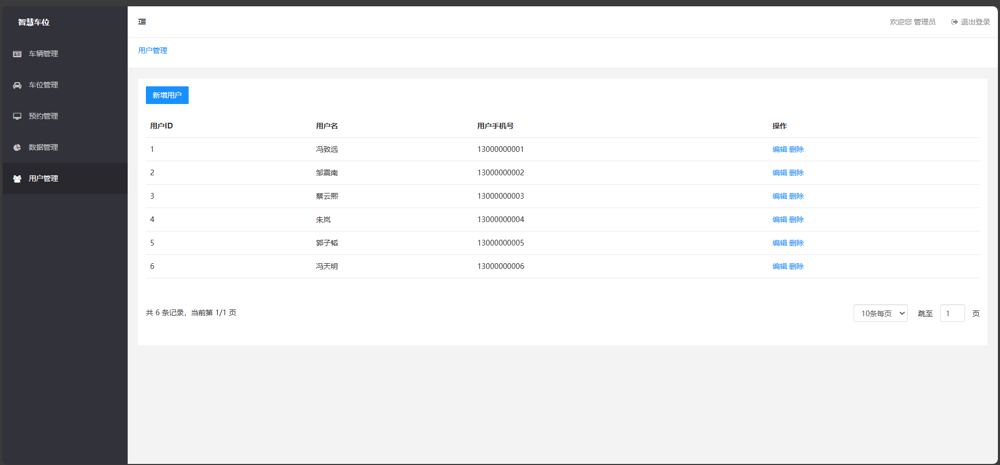 智慧车位
欢迎您 管理员 退出登录
车辆管理
车位管理
预约管理
数据管理
用户管理
用户管理
新增用户
用户ID 用户名 用户手机号 操作
1 冯致远 13000000001 编辑 删除
2 邹震南 13000000002 编辑 删除
3 蔡云熙 13000000003 编辑 删除
4 朱岚 13000000004 编辑 删除
5 郭子韬 13000000005 编辑 删除
6 冯天明 13000000006 编辑 删除
共 6 条记录，当前第 1/1 页 10条每页 跳至 1 页